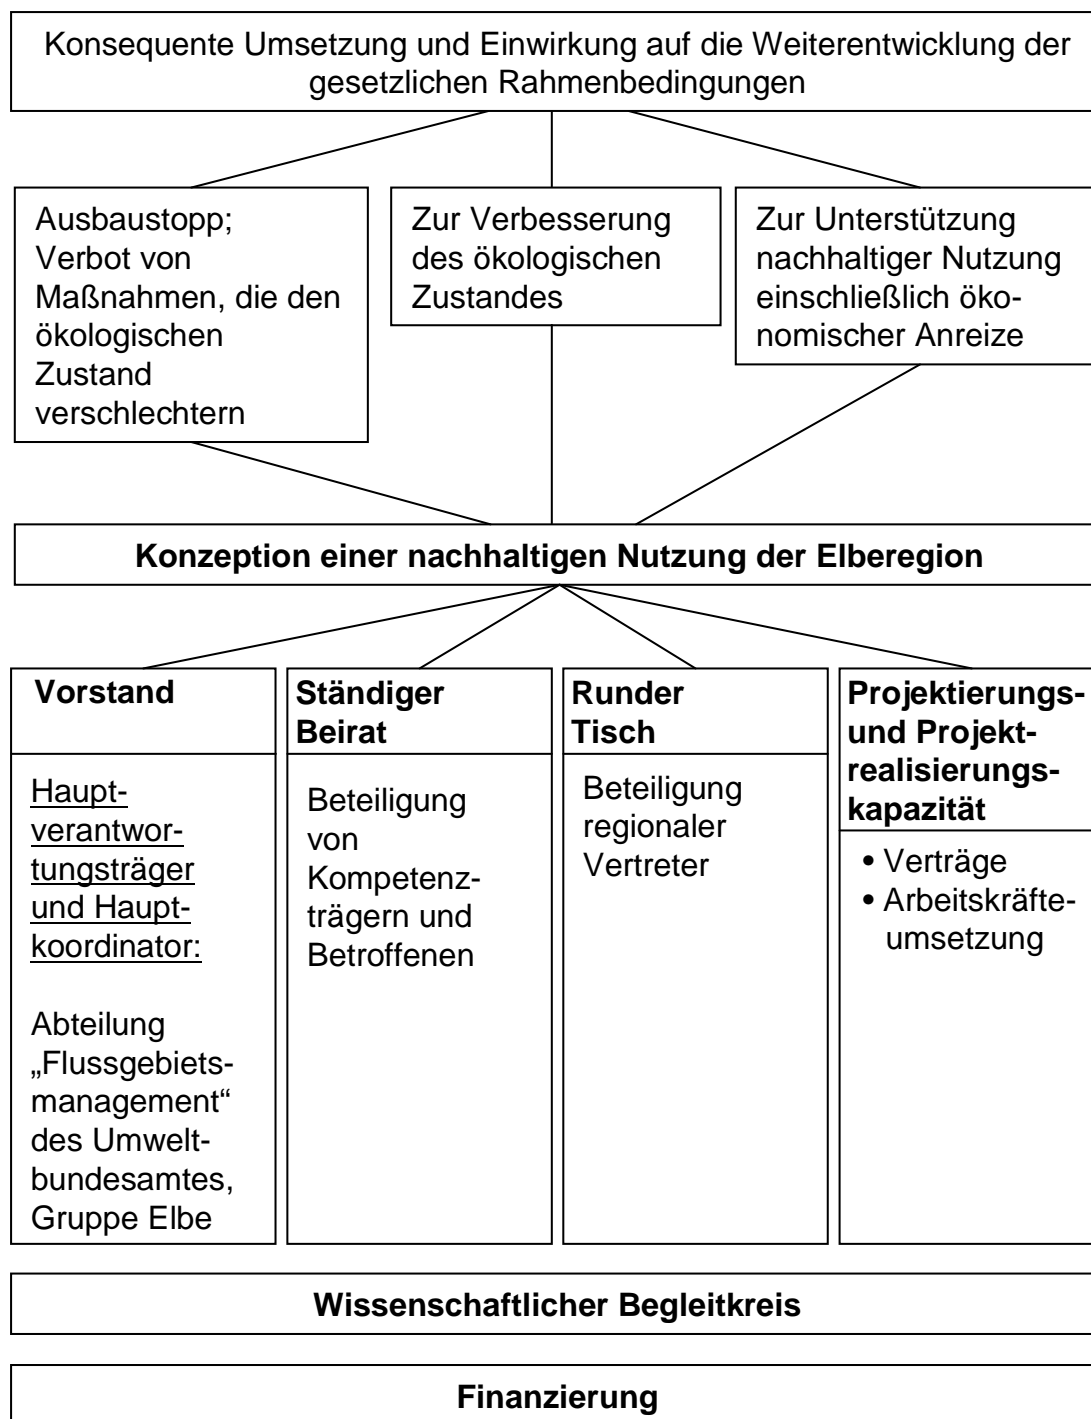 Konsequente Umsetzung und Einwirkung auf die Weiterentwicklung der
gesetzlichen Rahmenbedingungen
Ausbaustopp;
Verbot von
Maßnahmen, die den
ökologischen
Zustand
verschlechtern
Zur Verbesserung
des ökologischen
Zustandes
Zur Unterstützung
nachhaltiger Nutzung
einschließlich öko-
nomischer Anreize
Konzeption einer nachhaltigen Nutzung der Elberegion
Vorstand
Haupt-
verantwor-
tungsträger
und Haupt-
koordinator:
Abteilung
„Flussgebiets-
management“
des Umwelt-
bundesamtes,
Gruppe Elbe
Ständiger
Beirat
Beteiligung
von
Kompetenz-
trägern und
Betroffenen
Runder
Tisch
Beteiligung
regionaler
Vertreter
Projektierungs-
und Projekt-
realisierungs-
kapazität
• Verträge
• Arbeitskräfte-
umsetzung
Wissenschaftlicher Begleitkreis
Finanzierung